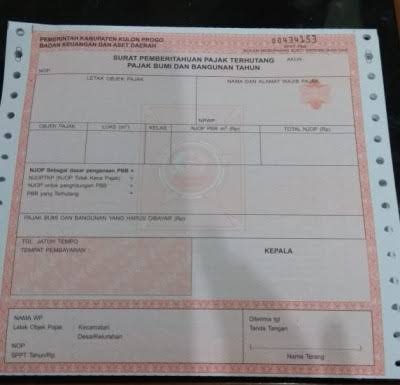 PEMERINTAH KABUPATEN KULON PROGO
BADAN KEUANGAN DAN ASET DAERAH
00434153
SPPT PBB
SURAT PEMBERITAHUAN PAJAK TERHUTANG
PAJAK BUMI DAN BANGUNAN TAHUN
AKUN :
NOP :
LETAK OBJEK PAJAK
NAMA DAN ALAMAT WAJIB PAJAK
NPWP :
OBJEK PAJAK
LUAS (m²)
KELAS
NJOP PBB m² (Rp)
TOTAL NJOP (Rp)
NJOP Sebagai dasar pengenaan PBB =
NJOPTKP (NJOP Tidak Kena Pajak) =
NJOP untuk penghitungan PBB =
PBB yang Terhutang =
PAJAK BUMI DAN BANGUNAN YANG HARUS DIBAYAR (Rp)
TGL. JATUH TEMPO :
TEMPAT PEMBAYARAN :
KEPALA
NAMA WP :
Letak Objek Pajak : Kecamatan
Desa/Kelurahan
NOP :
SPPT Tahun/Rp. :
Diterima tgl :
Tanda Tangan :
Nama Terang